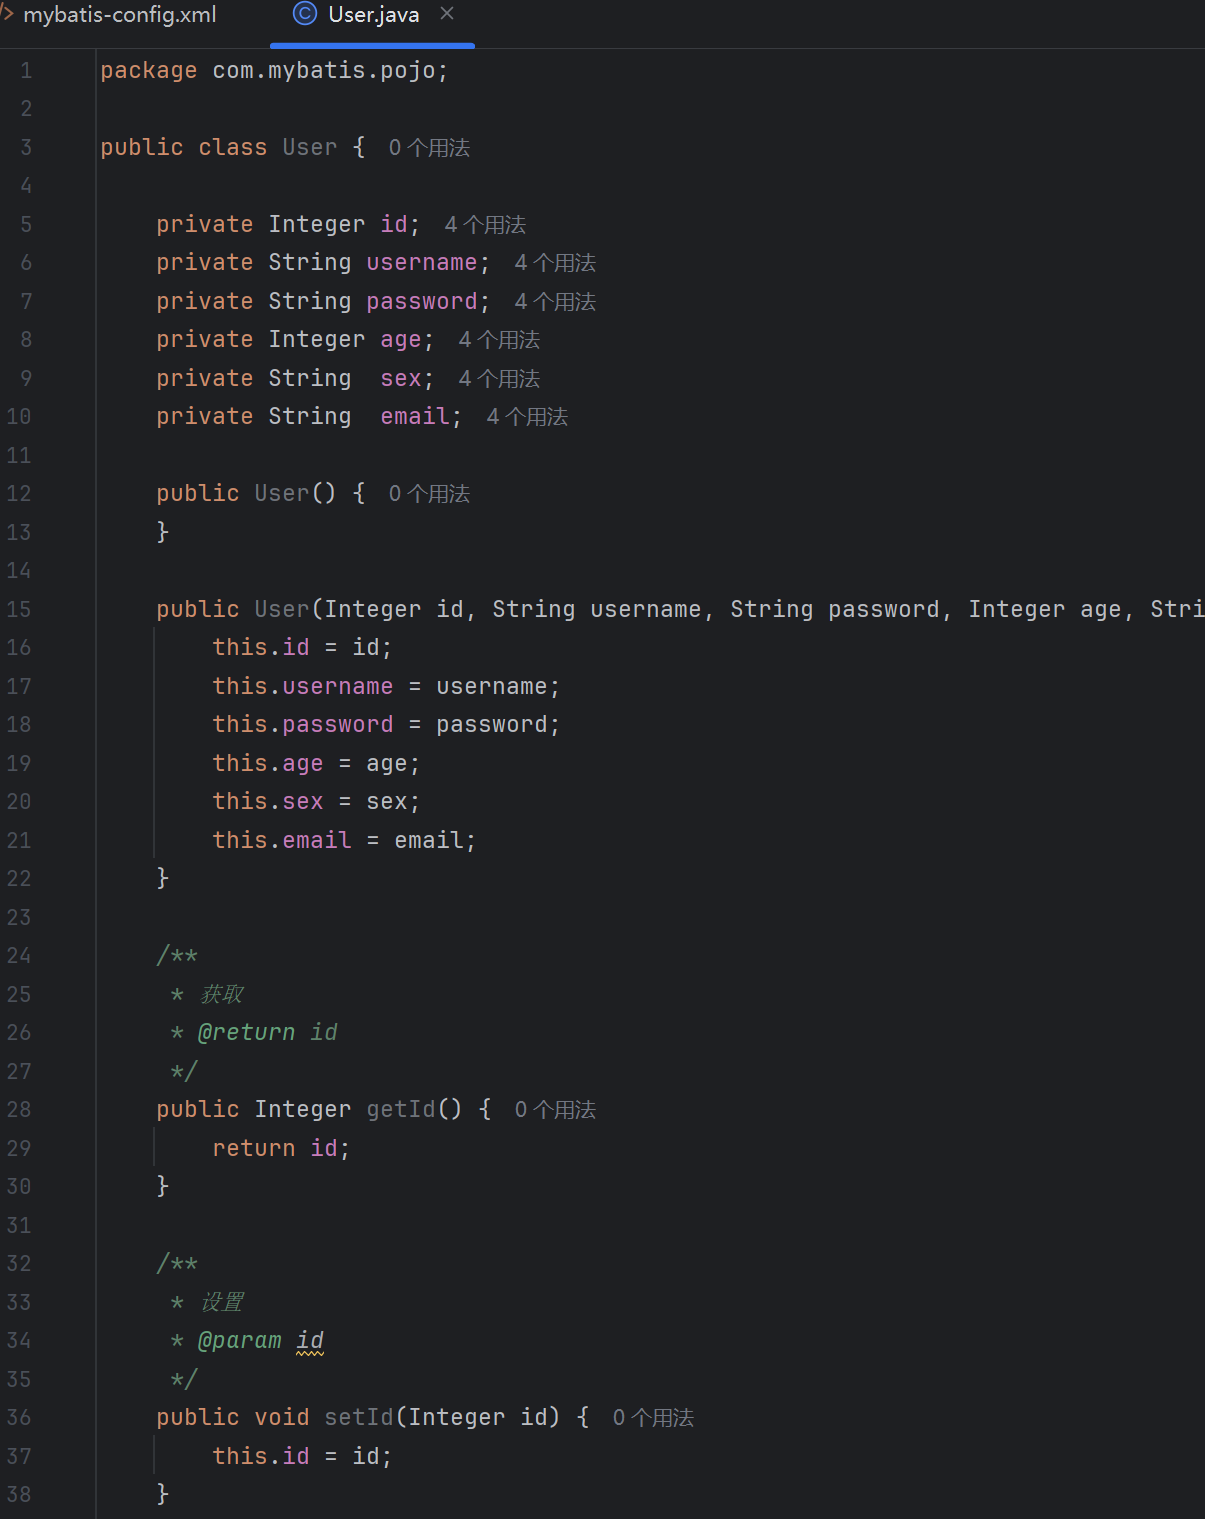 mybatis-config.xml
User.java
1 package com.mybatis.pojo;
2
3 public class User { 0 个用法
4
5 private Integer id; 4 个用法
6 private String username; 4 个用法
7 private String password; 4 个用法
8 private Integer age; 4 个用法
9 private String  sex; 4 个用法
10 private String  email; 4 个用法
11
12 public User() { 0 个用法
13 }
14
15 public User(Integer id, String username, String password, Integer age, Stri
16 this.id = id;
17 this.username = username;
18 this.password = password;
19 this.age = age;
20 this.sex = sex;
21 this.email = email;
22 }
23
24 /**
25 * 获取
26 * @return id
27 */
28 public Integer getId() { 0 个用法
29 return id;
30 }
31
32 /**
33 * 设置
34 * @param id
35 */
36 public void setId(Integer id) { 0 个用法
37 this.id = id;
38 }